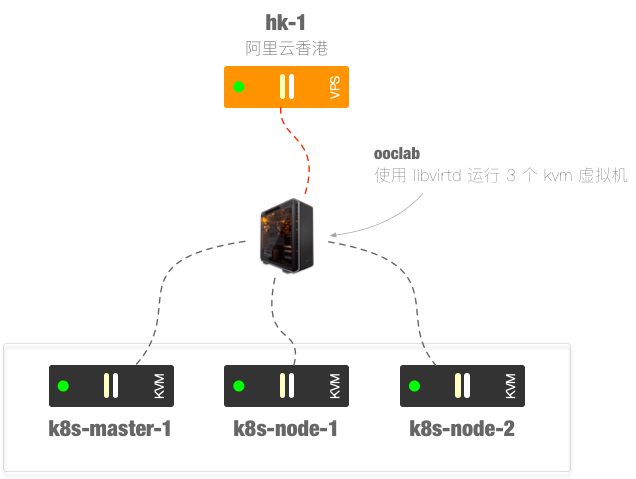 hk-1
阿里云香港
VPS
ooclab
使用 libvirtd 运行 3 个 kvm 虚拟机
KVM
KVM
KVM
k8s-master-1
k8s-node-1
k8s-node-2